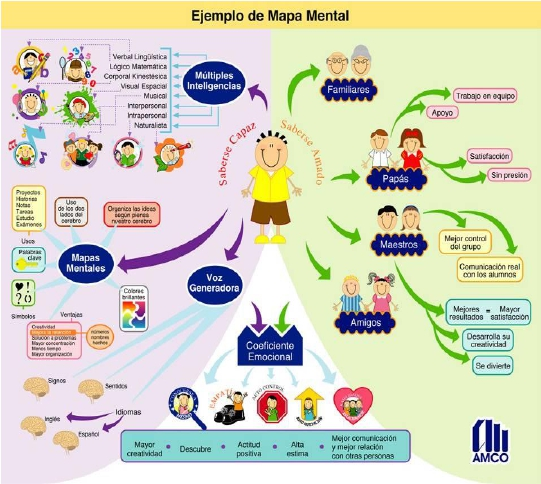 Ejemplo de Mapa Mental
Verbal Lingüística
Lógico Matemática
Corporal Kinestésica
Visual Espacial
Musical
Interpersonal
Intrapersonal
Naturalista
Múltiples
Inteligencias
Saberse Capaz
Saberse Amado
Familiares
Trabajo en equipo
Apoyo
Papás
Satisfacción
Sin presión
Maestros
Mejor control
del grupo
Comunicación real
con los alumnos
Amigos
Mejores
resultados
=
Mayor
satisfacción
Desarrolla su
creatividad
Se divierte
Proyectos
Historias
Notas
Tareas
Estudio
Exámenes
Uso
de los dos
lados del
cerebro
Organiza las ideas
según piensa
nuestro cerebro
Usos
Palabras
clave
Mapas
Mentales
Voz
Generadora
Símbolos
Colores
brillantes
Ventajas
Creatividad
Solución a problemas
Mayor concentración
Menos tiempo
Mayor organización
Signos
Sentidos
Idiomas
Inglés
Español
Coeficiente
Emocional
EMPATÍA
AUTO CONTROL
Mayor
creatividad
Descubre
Actitud
positiva
Alta
estima
Mejor comunicación
y mejor relación
con otras personas
AMCO